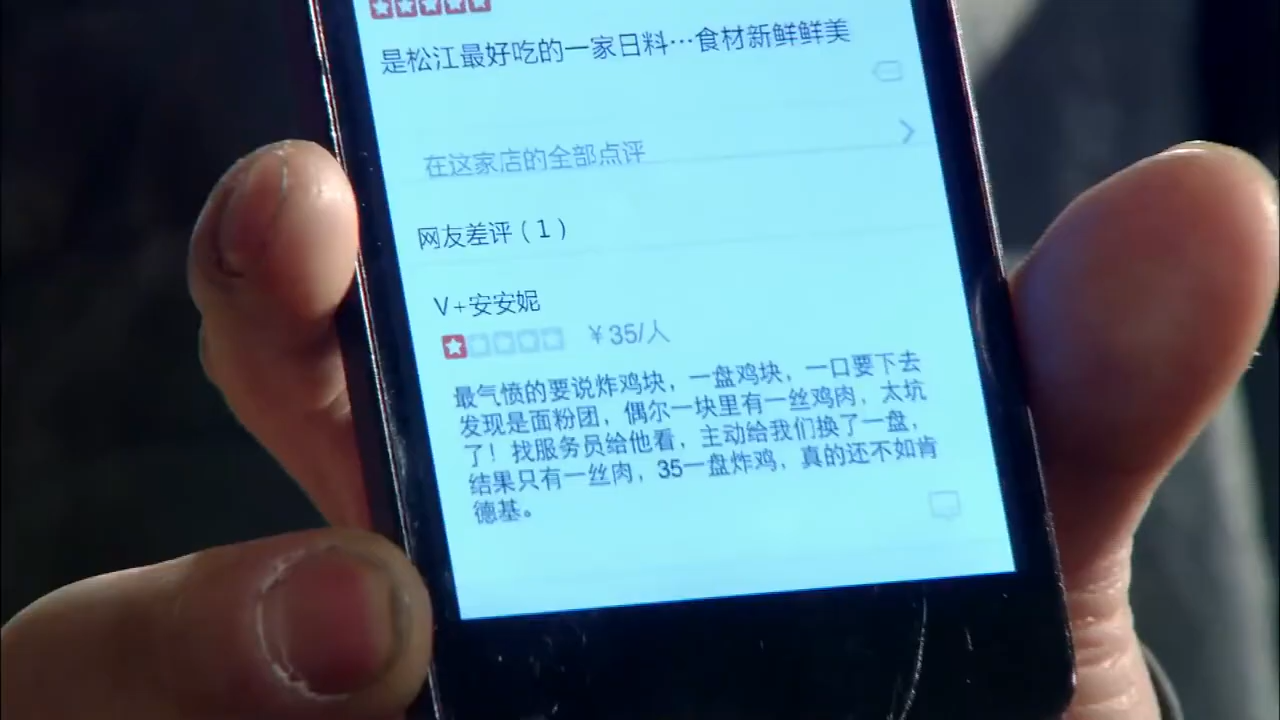 是松江最好吃的一家日料…食材新鲜鲜美
在这家店的全部点评
网友差评（1）
V+安安妮
￥35/人
最气愤的要说炸鸡块，一盘鸡块，一口要下去
发现是面粉团，偶尔一块里有一丝鸡肉，太坑
了！找服务员给他看，主动给我们换了一盘，
结果只有一丝肉，35一盘炸鸡，真的还不如肯
德基。